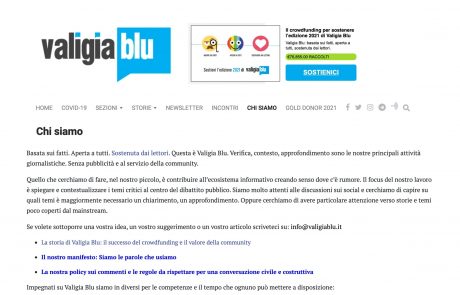 valigia blu
Il crowdfunding per sostenere
l'edizione 2021 di Valigia Blu
Valigia Blu: basata sui fatti, aperta a
tutti, sostenuta dai lettori.
RACCOLTI
Sostieni l'edizione 2021 di valigia blu
SOSTIENICI
HOME COVID-19 SEZIONI STORIE NEWSLETTER INCONTRI CHI SIAMO GOLD DONOR 2021
Chi siamo
Basata sui fatti. Aperta a tutti. Sostenuta dai lettori. Questa è Valigia Blu. Verifica, contesto, approfondimento sono le nostre principali attività
giornalistiche. Senza pubblicità e al servizio della community.
Quello che cerchiamo di fare, nel nostro piccolo, è contribuire all'ecosistema informativo creando senso dove c'è rumore. Il focus del nostro lavoro
è spiegare e contestualizzare i temi critici al centro del dibattito pubblico. Siamo molto attenti alle discussioni sui social e cerchiamo di capire su
quali temi è maggiormente necessario un chiarimento, un approfondimento. Oppure cerchiamo di avere particolare attenzione verso storie e temi
poco coperti dal mainstream.
Se volete sottoporre una vostra idea, un vostro suggerimento o un vostro articolo scriveteci su: info@valigiablu.it
La storia di Valigia Blu: il successo del crowdfunding e il valore della community
Il nostro manifesto: Siamo le parole che usiamo
La nostra policy sui commenti e le regole da rispettare per una conversazione civile e costruttiva
Impegnati su Valigia Blu siamo in diversi per le competenze e il tempo che ognuno può mettere a disposizione: